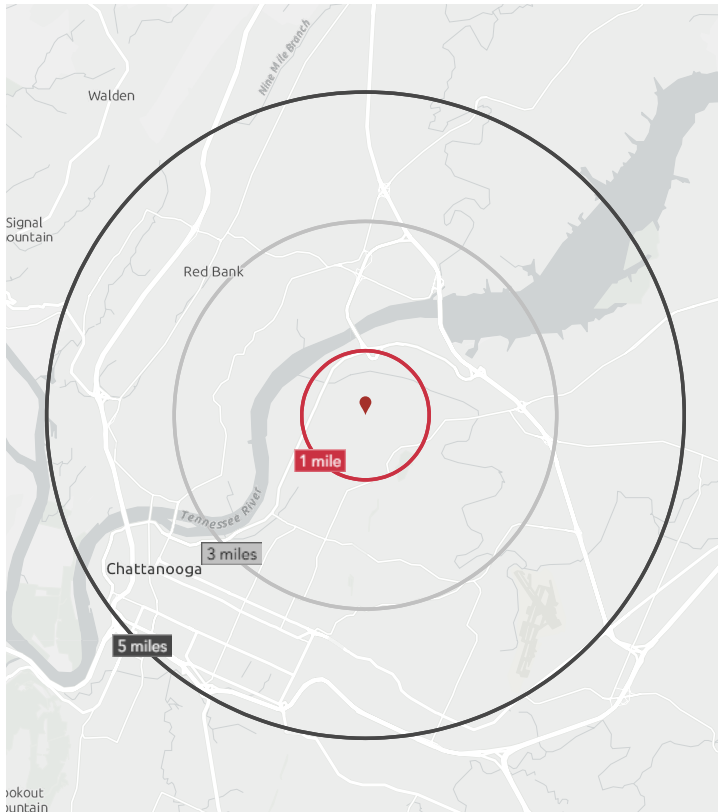 Nine Mile Branch
Walden
Signal
ountain
Red Bank
1 mile
Tennessee River
3 miles
Chattanooga
5 miles
ookout
ountain